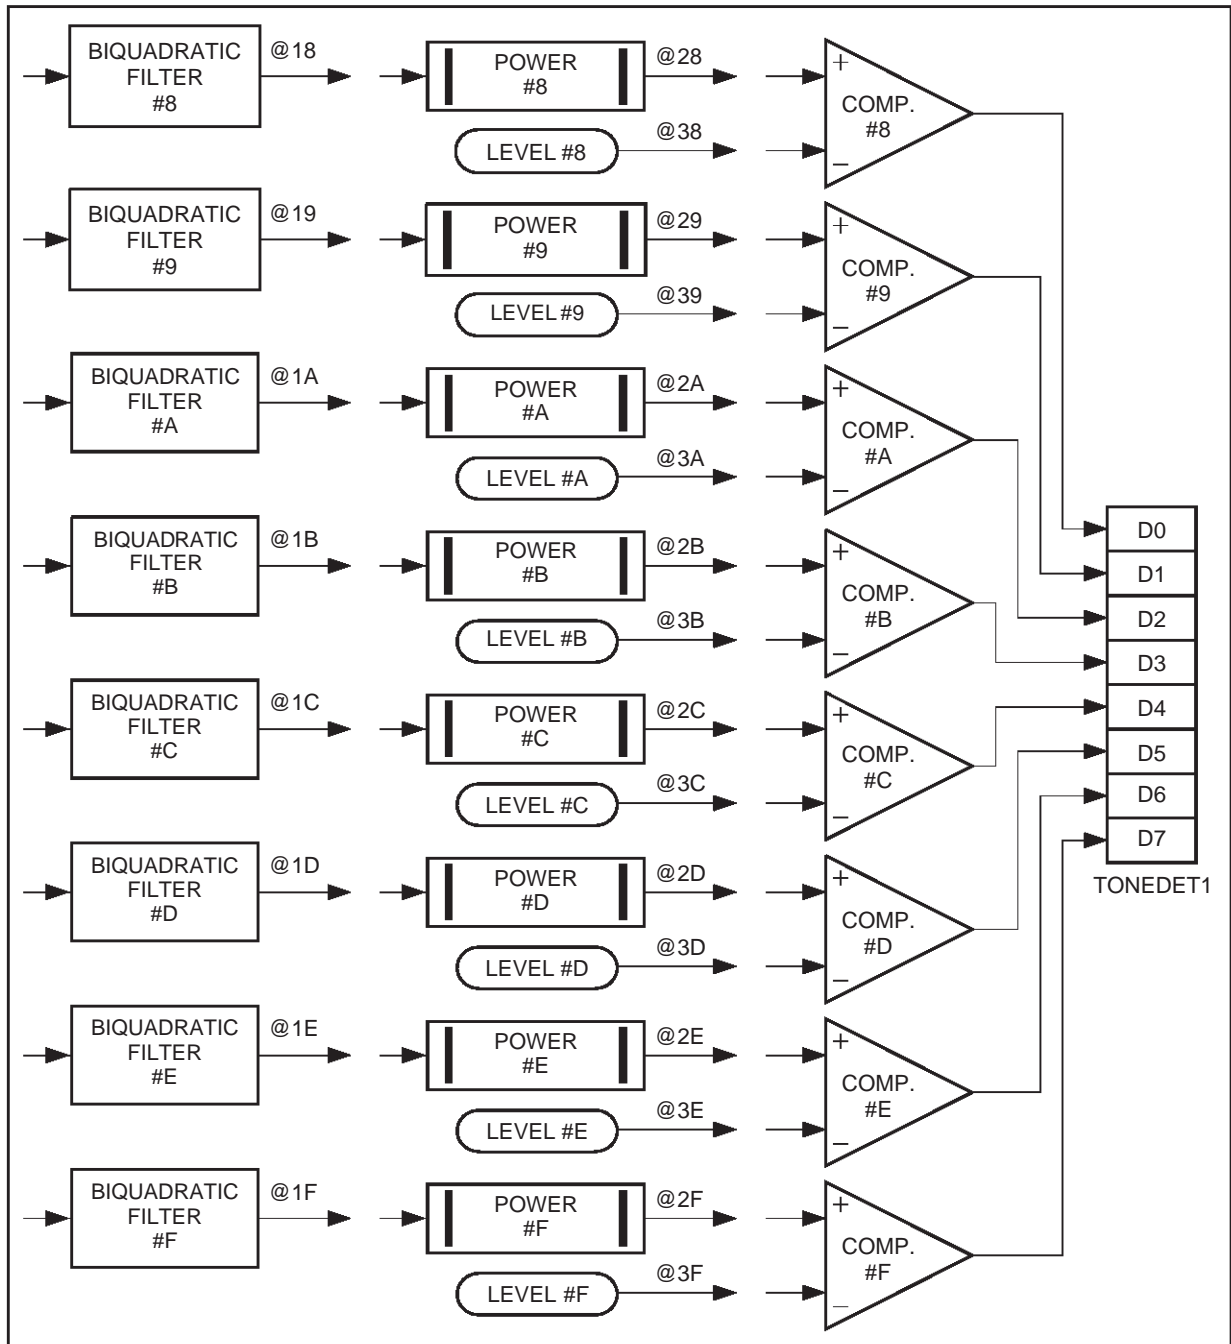 BIQUADRATIC
FILTER
#8
@18
POWER
#8
@28
LEVEL #8
@38
+
−
COMP.
#8
BIQUADRATIC
FILTER
#9
@19
POWER
#9
@29
LEVEL #9
@39
+
−
COMP.
#9
BIQUADRATIC
FILTER
#A
@1A
POWER
#A
@2A
LEVEL #A
@3A
+
−
COMP.
#A
BIQUADRATIC
FILTER
#B
@1B
POWER
#B
@2B
LEVEL #B
@3B
+
−
COMP.
#B
BIQUADRATIC
FILTER
#C
@1C
POWER
#C
@2C
LEVEL #C
@3C
+
−
COMP.
#C
BIQUADRATIC
FILTER
#D
@1D
POWER
#D
@2D
LEVEL #D
@3D
+
−
COMP.
#D
BIQUADRATIC
FILTER
#E
@1E
POWER
#E
@2E
LEVEL #E
@3E
+
−
COMP.
#E
BIQUADRATIC
FILTER
#F
@1F
POWER
#F
@2F
LEVEL #F
@3F
+
−
COMP.
#F
D0
D1
D2
D3
D4
D5
D6
D7
TONEDET1